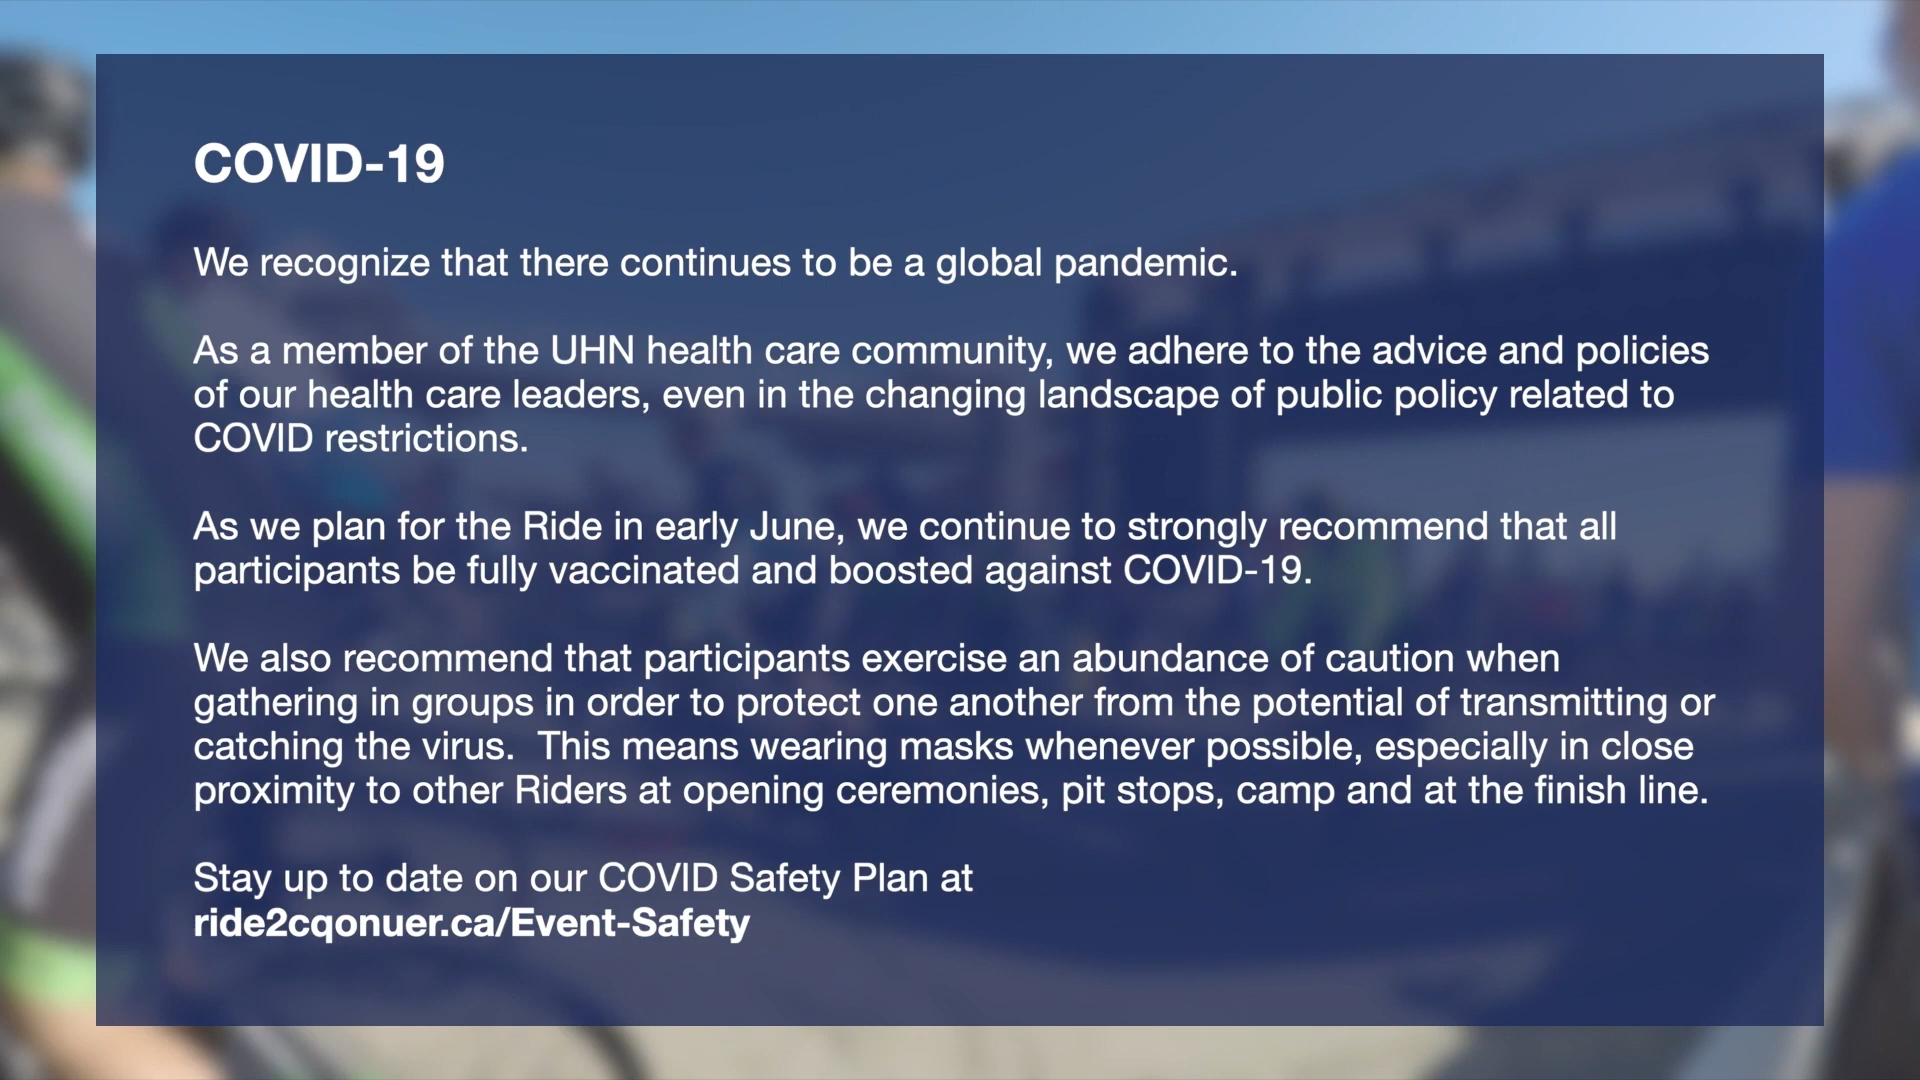 COVID-19
We recognize that there continues to be a global pandemic.
As a member of the UHN health care community, we adhere to the advice and policies
of our health care leaders, even in the changing landscape of public policy related to
COVID restrictions.
As we plan for the Ride in early June, we continue to strongly recommend that all
participants be fully vaccinated and boosted against COVID-19.
We also recommend that participants exercise an abundance of caution when
gathering in groups in order to protect one another from the potential of transmitting or
catching the virus.  This means wearing masks whenever possible, especially in close
proximity to other Riders at opening ceremonies, pit stops, camp and at the finish line.
Stay up to date on our COVID Safety Plan at
ride2cqonuer.ca/Event-Safety